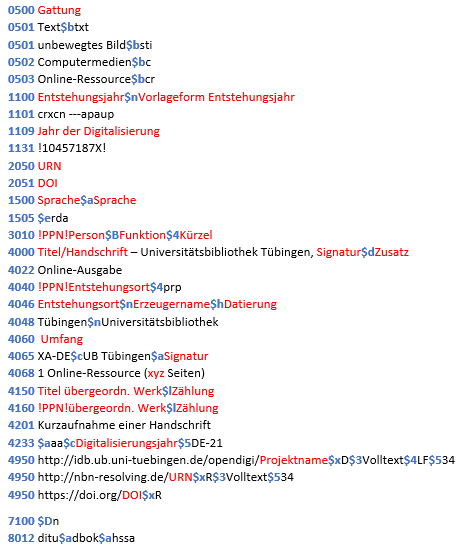 0500 Gattung
0501 Text$btxt
0501 unbewegtes Bild$bsti
0502 Computermedien$bc
0503 Online-Ressource$bcr
1100 Entstehungsjahr$nVorlageform Entstehungsjahr
1101 crxcn ---apaup
1109 Jahr der Digitalisierung
1131 !10457187X!
2050 URN
2051 DOI
1500 Sprache$aSprache
1505 $erda
3010 !PPN!Person$BFunktion$4Kürzel
4000 Titel/Handschrift – Universitätsbibliothek Tübingen, Signatur$dZusatz
4022 Online-Ausgabe
4040 !PPN!Entstehungsort$4prp
4046 Entstehungsort$nErzeugername$hDatierung
4048 Tübingen$nUniversitätsbibliothek
4060 Umfang
4065 XA-DE$cUB Tübingen$aSignatur
4068 1 Online-Ressource (xyz Seiten)
4150 Titel übergeordn. Werk$lZählung
4160 !PPN!übergeordn. Werk$lZählung
4201 Kurzaufnahme einer Handschrift
4233 $aaa$cDigitalisierungsjahr$5DE-21
4950 http://idb.ub.uni-tuebingen.de/opendigi/Projektname$xD$3Volltext$4LF$534
4950 http://nbn-resolving.de/URN$xR$3Volltext$534
4950 https://doi.org/DOI$xR
7100 $Dn
8012 ditu$adbok$ahssa